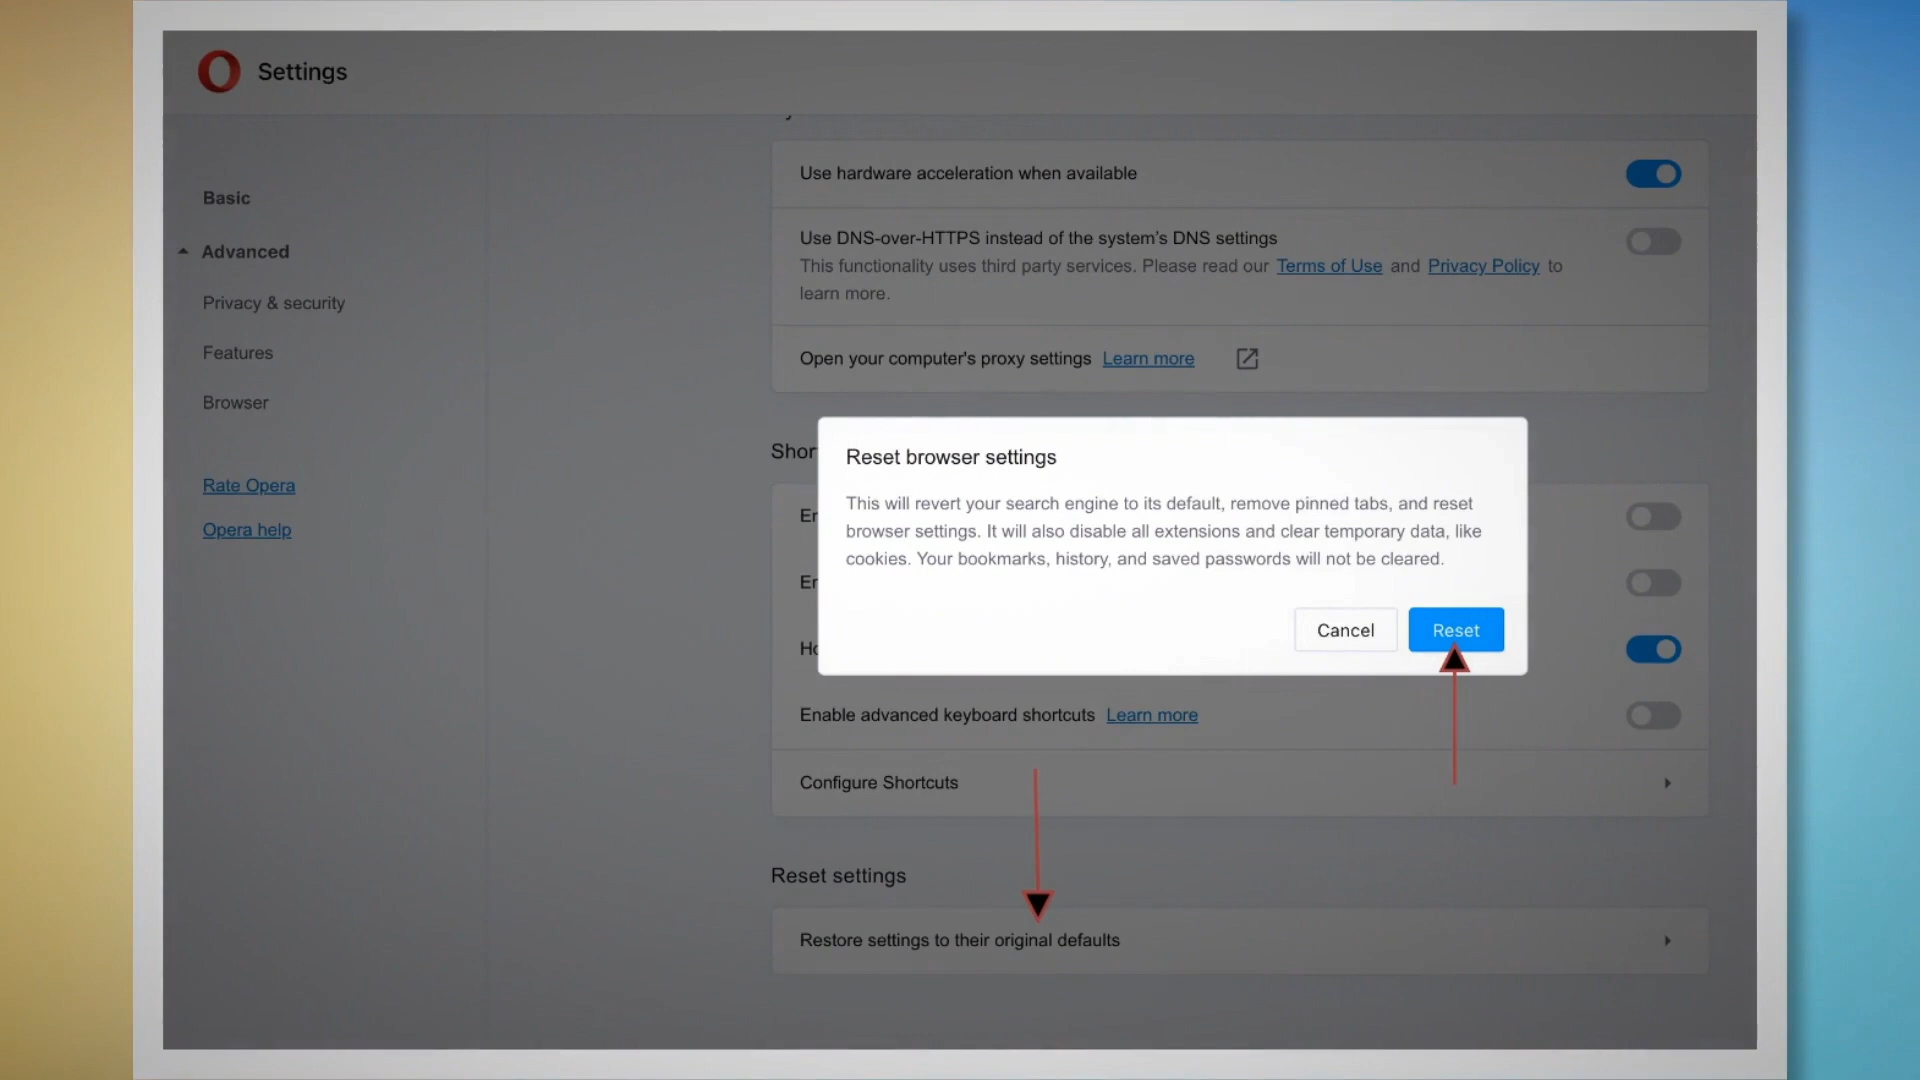 Settings
Basic
Advanced
Privacy & security
Features
Browser
Rate Opera
Opera help
Use hardware acceleration when available
Use DNS-over-HTTPS instead of the system's DNS settings
This functionality uses third party services. Please read our Terms of Use and Privacy Policy to
learn more.
Open your computer's proxy settings Learn more
Shor
Er
Er
Ho
Reset browser settings
This will revert your search engine to its default, remove pinned tabs, and reset
browser settings. It will also disable all extensions and clear temporary data, like
cookies. Your bookmarks, history, and saved passwords will not be cleared.
Cancel
Reset
Enable advanced keyboard shortcuts Learn more
Configure Shortcuts
Reset settings
Restore settings to their original defaults